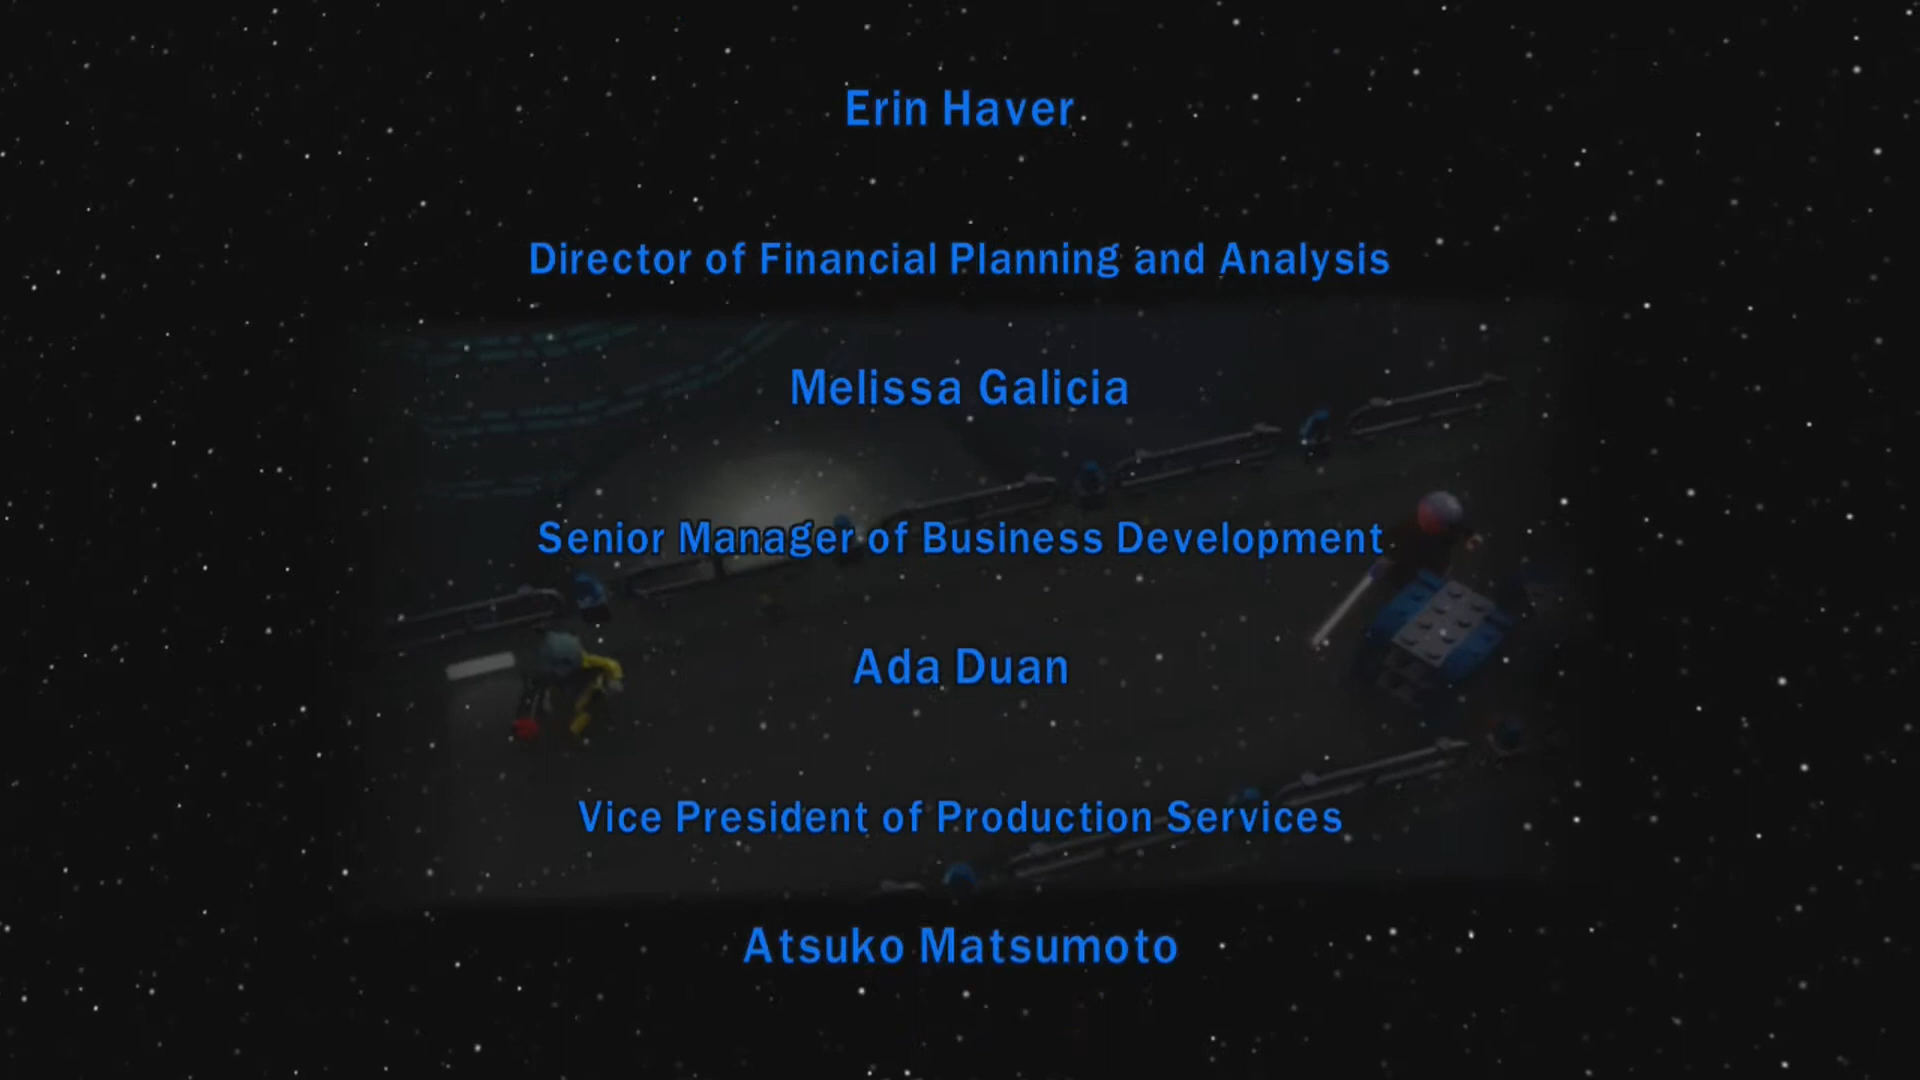 Erin Haver
Director of Financial Planning and Analysis
Melissa Galicia
Senior Manager of Business Development
Ada Duan
Vice President of Production Services
Atsuko Matsumoto